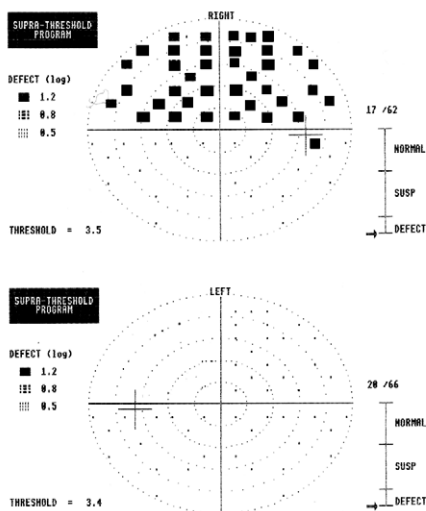 RIGHT
SUPRA-THRESHOLD
PROGRAM
DEFECT (log)
1.2
0.8
0.5
17 /62
NORMAL
SUSP
DEFECT
THRESHOLD = 3.5
LEFT
SUPRA-THRESHOLD
PROGRAM
DEFECT (log)
1.2
0.8
0.5
20 /66
NORMAL
SUSP
DEFECT
THRESHOLD = 3.4